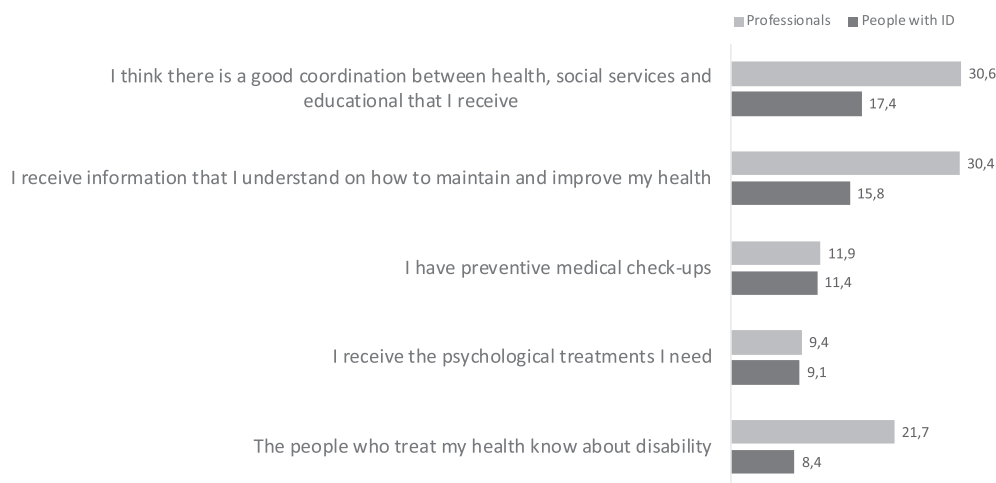 Professionals People with ID
I think there is a good coordination between health, social services and
educational that I receive
30,6
17,4
I receive information that I understand on how to maintain and improve my health
30,4
15,8
I have preventive medical check-ups
11,9
11,4
I receive the psychological treatments I need
9,4
9,1
The people who treat my health know about disability
21,7
8,4